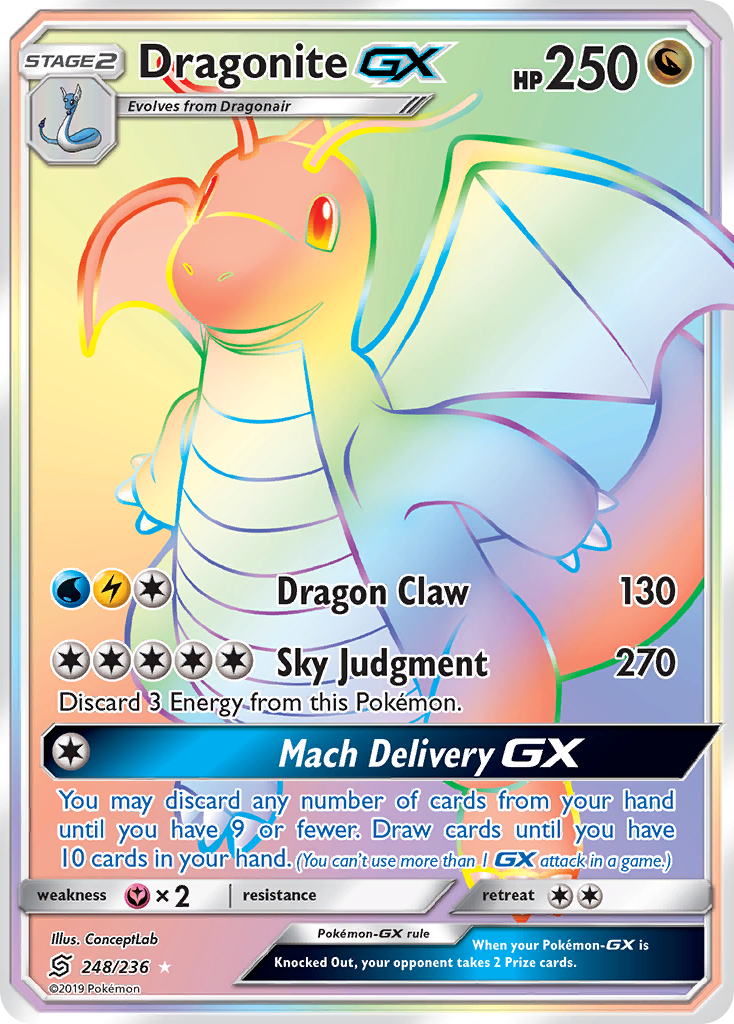 STAGE 2 Dragonite GX HP 250
Evolves from Dragonair
Dragon Claw 130
Sky Judgment 270
Discard 3 Energy from this Pokémon.
Mach Delivery GX
You may discard any number of cards from your hand
until you have 9 or fewer. Draw cards until you have
10 cards in your hand. (You can't use more than 1 GX attack in a game.)
weakness × 2 resistance retreat
Illus. ConceptLab
248/236
©2019 Pokémon
Pokémon-GX rule
When your Pokémon-GX is
Knocked Out, your opponent takes 2 Prize cards.